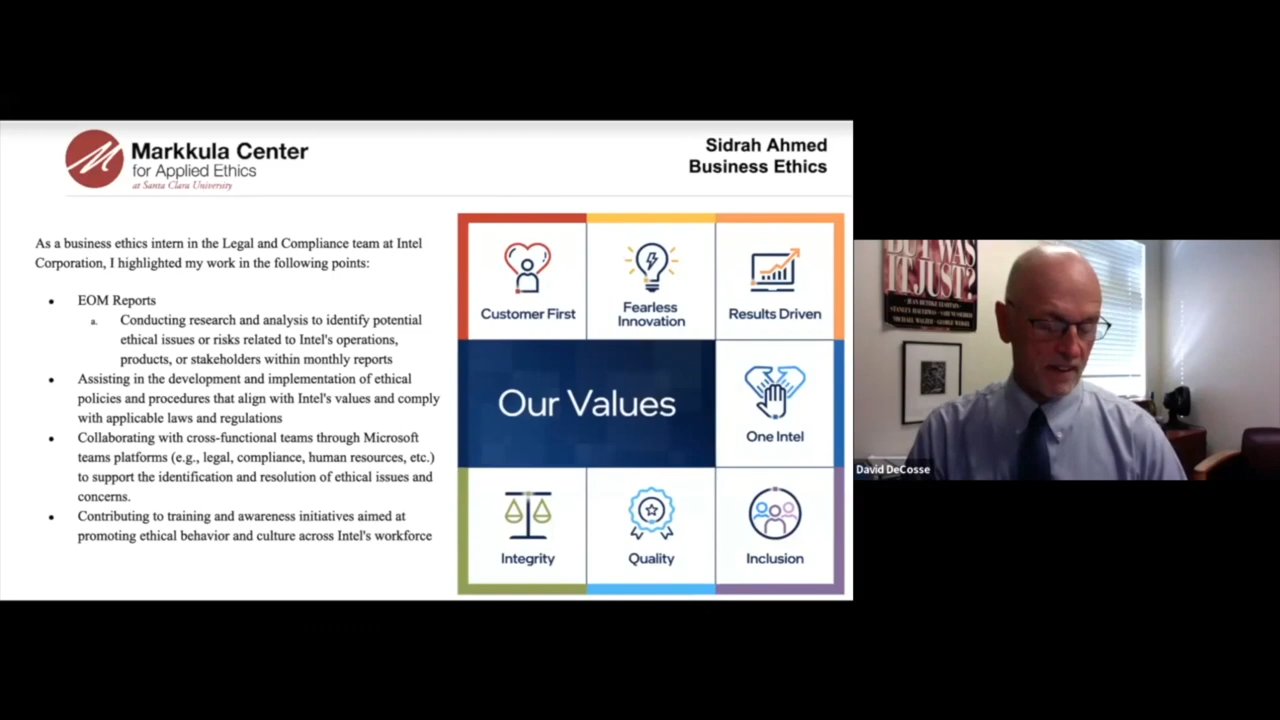 Markkula Center
for Applied Ethics
at Santa Clara University
Sidrah Ahmed
Business Ethics
As a business ethics intern in the Legal and Compliance team at Intel
Corporation, I highlighted my work in the following points:
• EOM Reports
a. Conducting research and analysis to identify potential
ethical issues or risks related to Intel's operations,
products, or stakeholders within monthly reports
• Assisting in the development and implementation of ethical
policies and procedures that align with Intel's values and comply
with applicable laws and regulations
• Collaborating with cross-functional teams through Microsoft
teams platforms (e.g., legal, compliance, human resources, etc.)
to support the identification and resolution of ethical issues and
concerns.
• Contributing to training and awareness initiatives aimed at
promoting ethical behavior and culture across Intel's workforce
Customer First
Fearless
Innovation
Results Driven
Our Values
One Intel
Integrity
Quality
Inclusion
BUT WAS
IT JUST?
David DeCosse